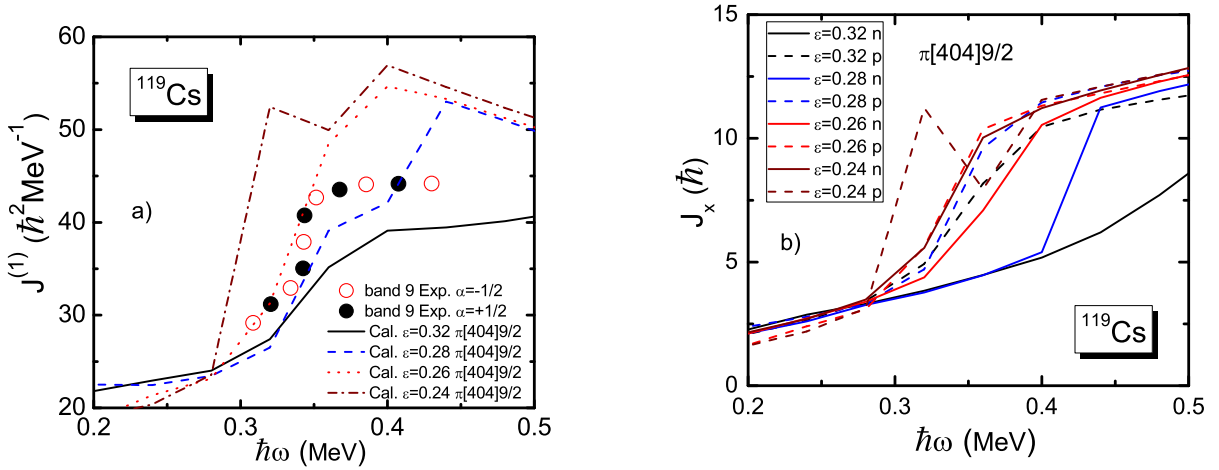 60
50
40
30
20
0.2
0.3
0.4
0.5
J(1) (ħ2MeV-1)
ħω (MeV)
119Cs
a)
band 9 Exp. α=-1/2
band 9 Exp. α=+1/2
Cal. ε=0.32 π[404]9/2
Cal. ε=0.28 π[404]9/2
Cal. ε=0.26 π[404]9/2
Cal. ε=0.24 π[404]9/2
15
10
5
0
0.2
0.3
0.4
0.5
Jx (ħ)
ħω (MeV)
ε=0.32 n
ε=0.32 p
ε=0.28 n
ε=0.28 p
ε=0.26 n
ε=0.26 p
ε=0.24 n
ε=0.24 p
π[404]9/2
b)
119Cs